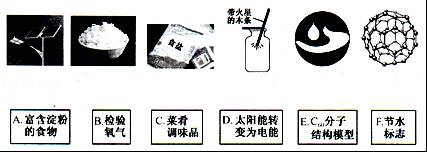 带火星
的木条
食盐
A.富含淀粉
的食物
B.检验
氧气
C.菜肴
调味品
D.太阳能转
变为电能
E.C₆₀分子
结构模型
F.节水
标志